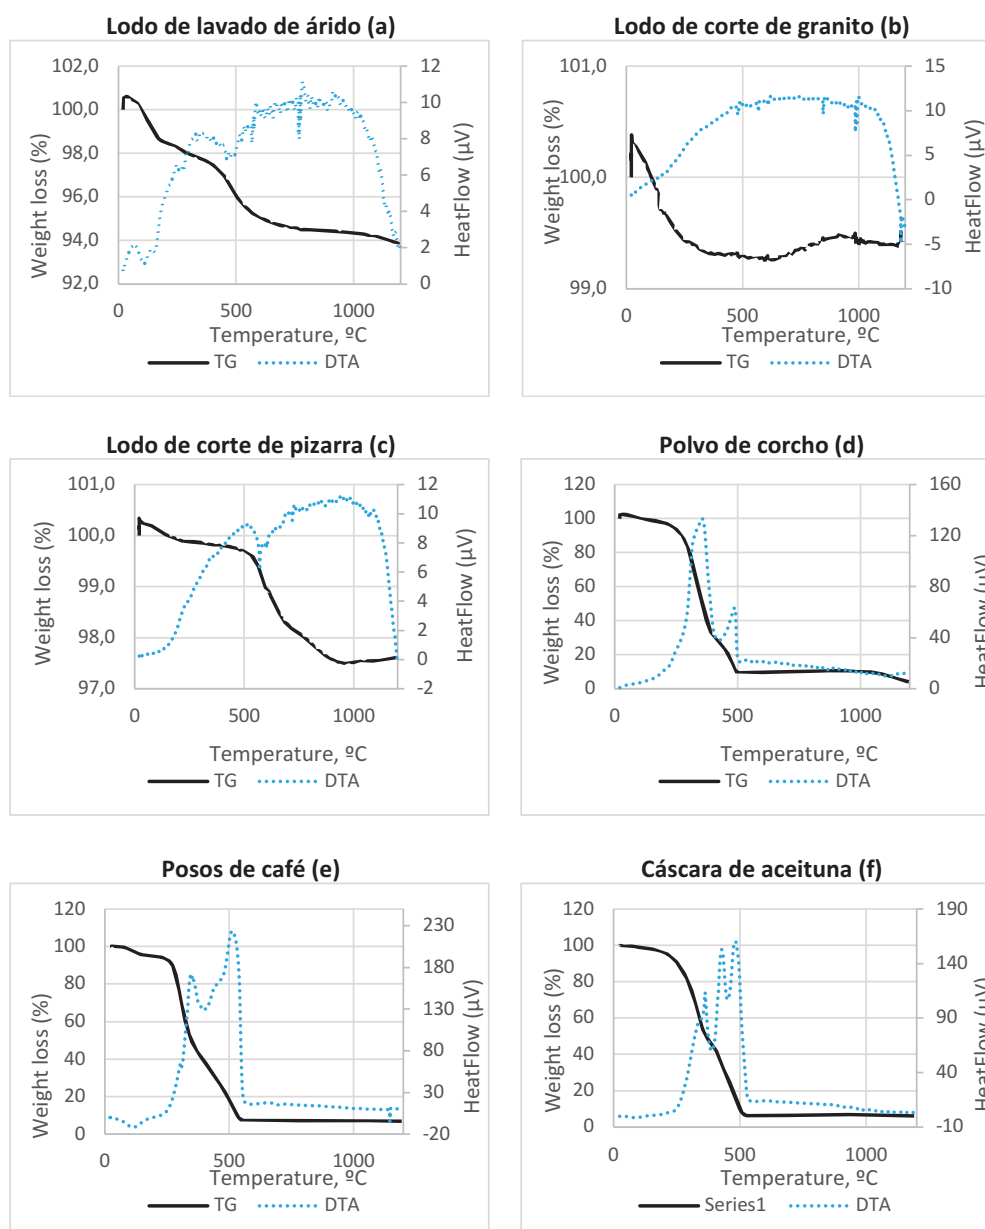 Lodo de lavado de árido (a)
102,0
100,0
98,0
96,0
94,0
92,0
Weight loss (%)
12
10
8
6
4
2
0
HeatFlow (µV)
0
500
1000
Temperature, ºC
TG
DTA
Lodo de corte de granito (b)
101,0
100,0
99,0
Weight loss (%)
15
10
5
0
-5
-10
HeatFlow (µV)
0
500
1000
Temperature, ºC
TG
DTA
Lodo de corte de pizarra (c)
101,0
100,0
99,0
98,0
97,0
Weight loss (%)
12
10
8
6
4
2
0
-2
HeatFlow (µV)
0
500
1000
Temperature, ºC
TG
DTA
Polvo de corcho (d)
120
100
80
60
40
20
0
Weight loss (%)
160
120
80
40
0
HeatFlow (µV)
0
500
1000
Temperature, ºC
TG
DTA
Posos de café (e)
120
100
80
60
40
20
0
Weight loss (%)
230
180
130
80
30
-20
HeatFlow (µV)
0
500
1000
Temperature, ºC
TG
DTA
Cáscara de aceituna (f)
120
100
80
60
40
20
0
Weight loss (%)
190
140
90
40
-10
HeatFlow (µV)
0
500
1000
Temperature, ºC
Series1
DTA